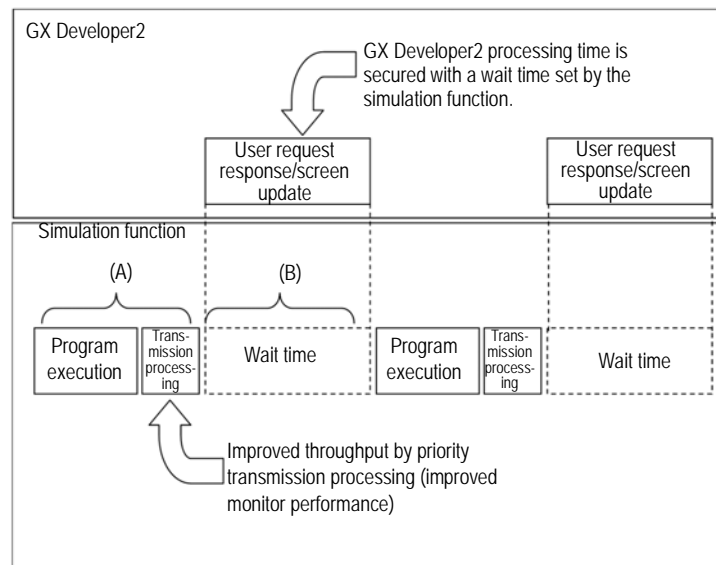 GX Developer2
GX Developer2 processing time is
secured with a wait time set by the
simulation function.
User request
response/screen
update
User request
response/screen
update
Simulation function
(A)
(B)
Program
execution
Trans-
mission
process-
ing
Wait time
Program
execution
Trans-
mission
process-
ing
Wait time
Improved throughput by priority
transmission processing (improved
monitor performance)